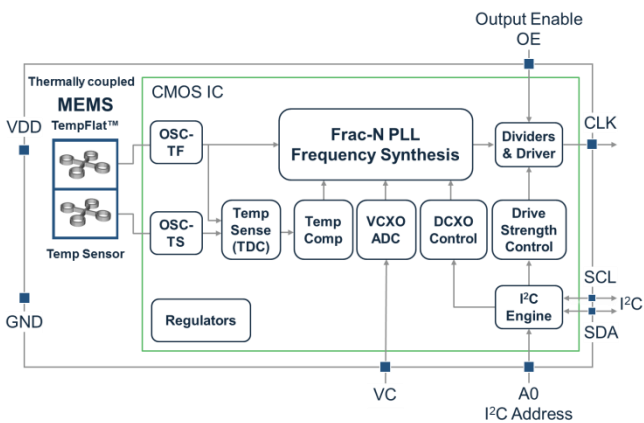 Output Enable
OE
Thermally coupled
MEMS
TempFlat™
VDD
CMOS IC
CLK
OSC-
TF
Frac-N PLL
Frequency Synthesis
Dividers
& Driver
OSC-
TS
Temp
Sense
(TDC)
Temp
Comp
VCXO
ADC
DCXO
Control
Drive
Strength
Control
Temp Sensor
SCL
I²C
SDA
I²C
Engine
GND
Regulators
VC
A0
I²C Address